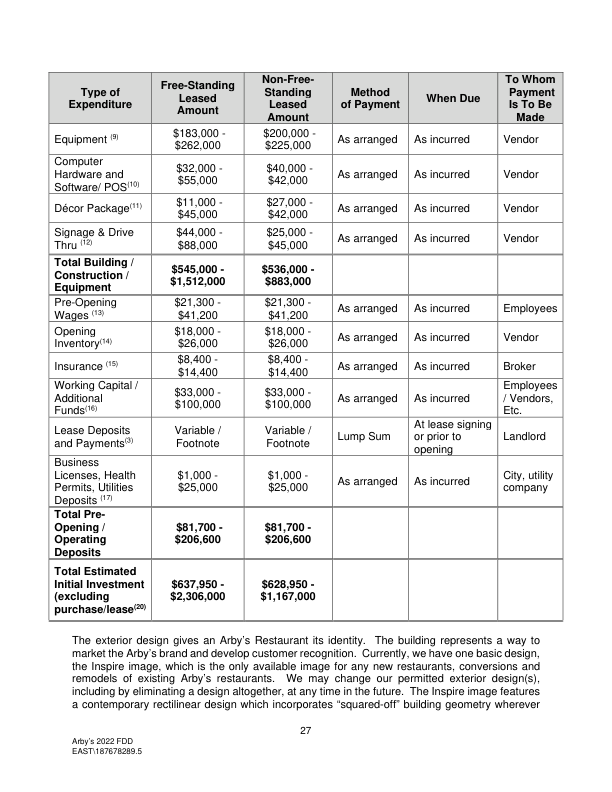 Type of Expenditure | Free-Standing Leased Amount | Non-Free-Standing Leased Amount | Method of Payment | When Due | To Whom Payment Is To Be Made
Equipment (9) | $183,000 - $262,000 | $200,000 - $225,000 | As arranged | As incurred | Vendor
Computer Hardware and Software/ POS(10) | $32,000 - $55,000 | $40,000 - $42,000 | As arranged | As incurred | Vendor
Décor Package(11) | $11,000 - $45,000 | $27,000 - $42,000 | As arranged | As incurred | Vendor
Signage & Drive Thru (12) | $44,000 - $88,000 | $25,000 - $45,000 | As arranged | As incurred | Vendor
Total Building / Construction / Equipment | $545,000 - $1,512,000 | $536,000 - $883,000
Pre-Opening Wages (13) | $21,300 - $41,200 | $21,300 - $41,200 | As arranged | As incurred | Employees
Opening Inventory(14) | $18,000 - $26,000 | $18,000 - $26,000 | As arranged | As incurred | Vendor
Insurance (15) | $8,400 - $14,400 | $8,400 - $14,400 | As arranged | As incurred | Broker
Working Capital / Additional Funds(16) | $33,000 - $100,000 | $33,000 - $100,000 | As arranged | As incurred | Employees / Vendors, Etc.
Lease Deposits and Payments(3) | Variable / Footnote | Variable / Footnote | Lump Sum | At lease signing or prior to opening | Landlord
Business Licenses, Health Permits, Utilities Deposits (17) | $1,000 - $25,000 | $1,000 - $25,000 | As arranged | As incurred | City, utility company
Total Pre-Opening / Operating Deposits | $81,700 - $206,600 | $81,700 - $206,600
Total Estimated Initial Investment (excluding purchase/lease(20) | $637,950 - $2,306,000 | $628,950 - $1,167,000
The exterior design gives an Arby's Restaurant its identity. The building represents a way to
market the Arby's brand and develop customer recognition. Currently, we have one basic design,
the Inspire image, which is the only available image for any new restaurants, conversions and
remodels of existing Arby's restaurants. We may change our permitted exterior design(s),
including by eliminating a design altogether, at any time in the future. The Inspire image features
a contemporary rectilinear design which incorporates “squared-off” building geometry wherever
27
Arby's 2022 FDD
EAST\187678289.5